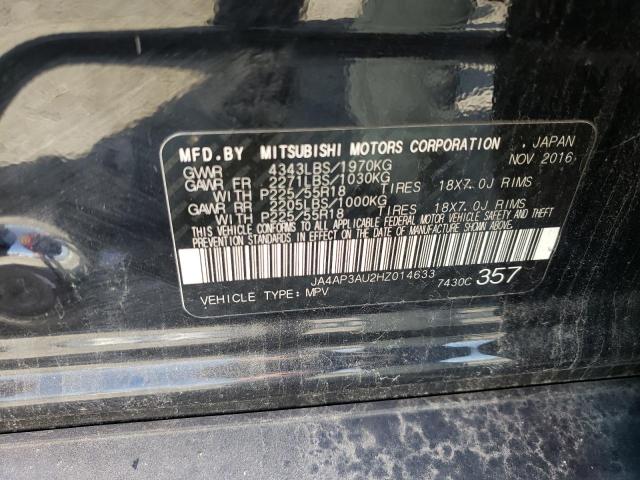 MFD.BY MITSUBISHI MOTORS CORPORATION . JAPAN
GVWR 4343LBS/1970KG NOV 2016
GAWR FR 2271LBS/1030KG
WITH P225/55R18 TIRES 18X7.0J RIMS
GAWR RR 2205LBS/1000KG
WITH P225/55R18 TIRES 18X7.0J RIMS
THIS VEHICLE CONFORMS TO ALL APPLICABLE FEDERAL MOTOR VEHICLE SAFETY AND THEFT
PREVENTION STANDARDS IN EFFECT ON THE DATE OF MANUFACTURE SHOWN ABOVE.
JA4AP3AU2HZ014633
7430C 357
VEHICLE TYPE: MPV